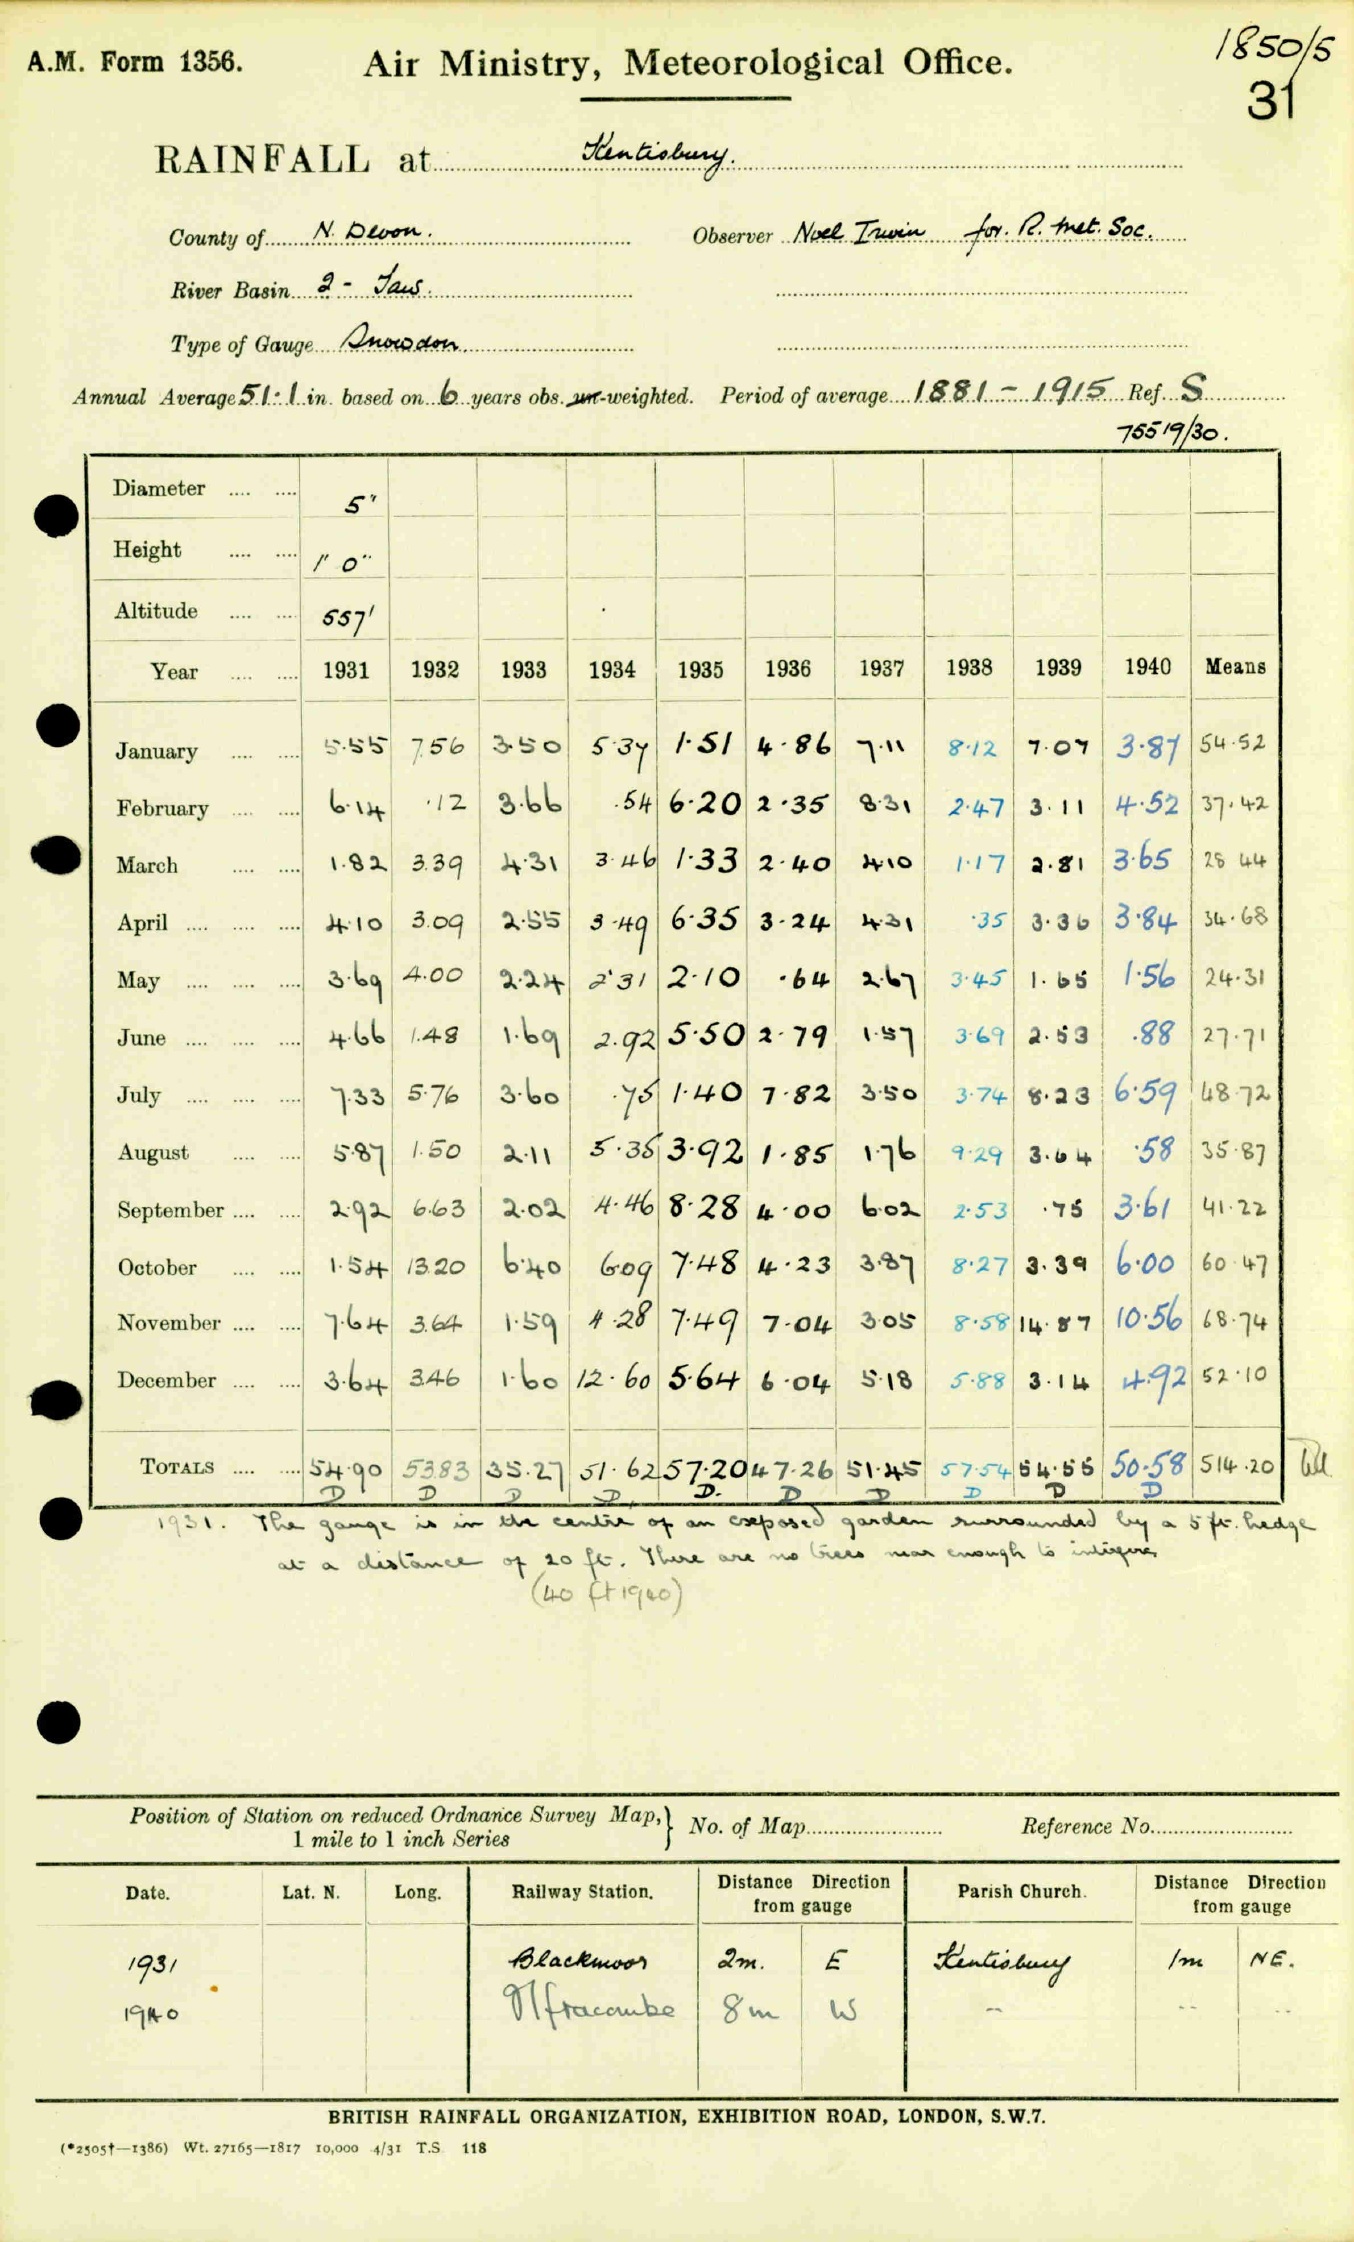 1850/5
A.M. Form 1356. Air Ministry, Meteorological Office. 31
RAINFALL at Kentisbury.
County of N. Devon. Observer Noel Irwin for. R. Met. Soc.
River Basin 2 - Taw.
Type of Gauge Snowdon
Annual Average 51.1 in. based on 6 years obs. un-weighted. Period of average 1881 - 1915 Ref. S
75519/30.
Diameter .... .... 5"
Height .... .... 1' 0"
Altitude .... .... 557'
Year .... .... 1931 1932 1933 1934 1935 1936 1937 1938 1939 1940 Means
January .... .... 5.55 7.56 3.50 5.37 1.51 4.86 7.11 8.12 7.07 3.87 54.52
February .... .... 6.14 .12 3.66 .54 6.20 2.35 8.31 2.47 3.11 4.52 37.42
March .... .... 1.82 3.39 4.31 3.46 1.33 2.40 4.10 1.17 2.81 3.65 28 44
April .... .... .... 4.10 3.09 2.55 3.49 6.35 3.24 4.31 .35 3.36 3.84 34.68
May .... .... .... 3.69 4.00 2.24 2.31 2.10 .64 2.67 3.45 1.65 1.56 24.31
June .... .... .... 4.66 1.48 1.69 2.92 5.50 2.79 1.57 3.69 2.53 .88 27.71
July .... .... .... 7.33 5.76 3.60 .75 1.40 7.82 3.50 3.74 8.23 6.59 48.72
August .... .... 5.87 1.50 2.11 5.35 3.92 1.85 1.76 9.29 3.64 .58 35.87
September .... .... 2.92 6.63 2.02 4.46 8.28 4.00 6.02 2.53 .75 3.61 41.22
October .... .... 1.54 13.20 6.40 6.09 7.48 4.23 3.87 8.27 3.39 6.00 60.47
November .... .... 7.64 3.64 1.59 4.28 7.49 7.04 3.05 8.58 14.87 10.56 68.74
December .... .... 3.64 3.46 1.60 12.60 5.64 6.04 5.18 5.88 3.14 4.92 52.10
TOTALS .... .... 54.90 53.83 35.27 51.62 57.20 47.26 51.45 57.54 54.55 50.58 514.20
D D D D D. D D D D D
1931. The gauge is in the centre of an exposed garden surrounded by a 5 ft. hedge
at a distance of 20 ft. There are no trees near enough to interfere
(40 ft 1940)
Position of Station on reduced Ordnance Survey Map,} No. of Map Reference No.
1 mile to 1 inch Series
Date. Lat. N. Long. Railway Station. Distance from gauge Direction Parish Church. Distance from gauge Direction
1931 Blackmoor 2m. E Kentisbury 1m NE.
1940 Ilfracombe 8m W – -- --
BRITISH RAINFALL ORGANIZATION, EXHIBITION ROAD, LONDON, S.W.7.
(*2505†—1386) Wt. 27165—1817 10,000 4/31 T.S 118